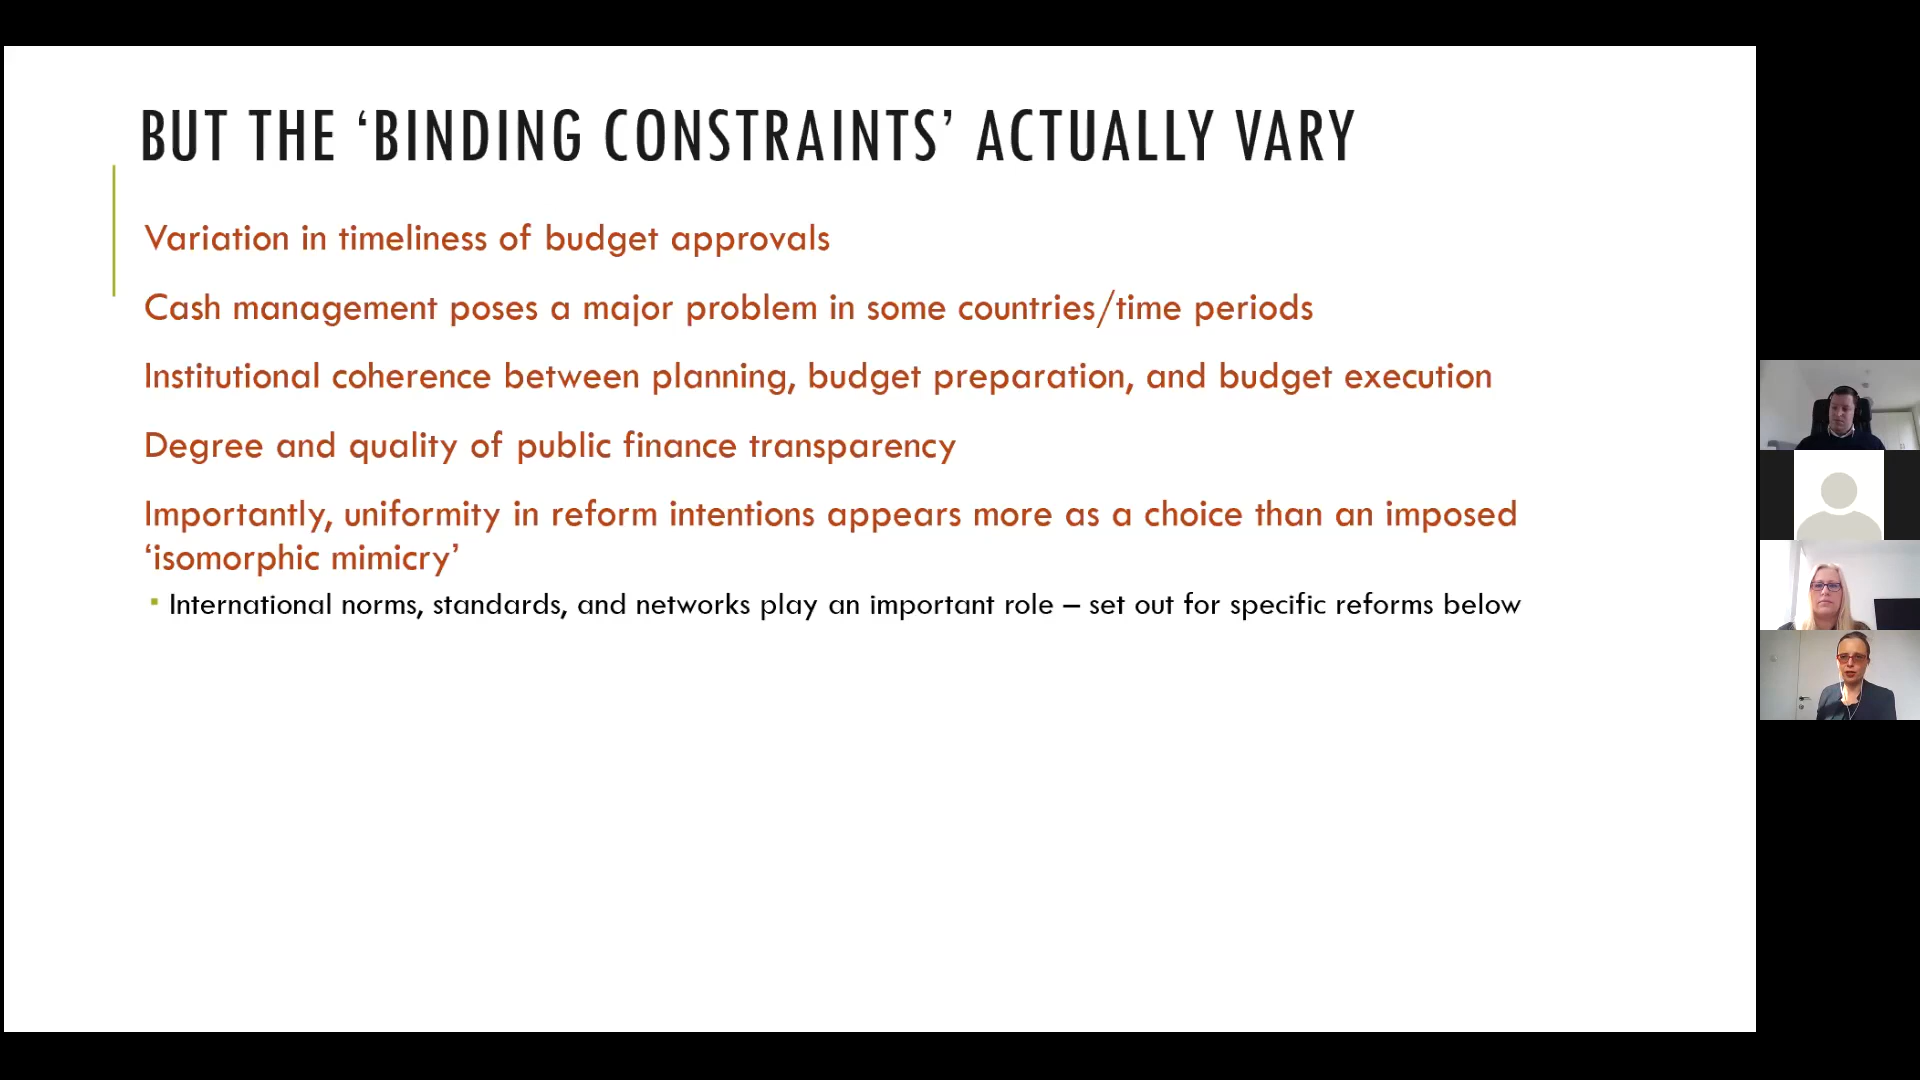 BUT THE ‘BINDING CONSTRAINTS’ ACTUALLY VARY
Variation in timeliness of budget approvals
Cash management poses a major problem in some countries/time periods
Institutional coherence between planning, budget preparation, and budget execution
Degree and quality of public finance transparency
Importantly, uniformity in reform intentions appears more as a choice than an imposed
‘isomorphic mimicry’
▪ International norms, standards, and networks play an important role – set out for specific reforms below